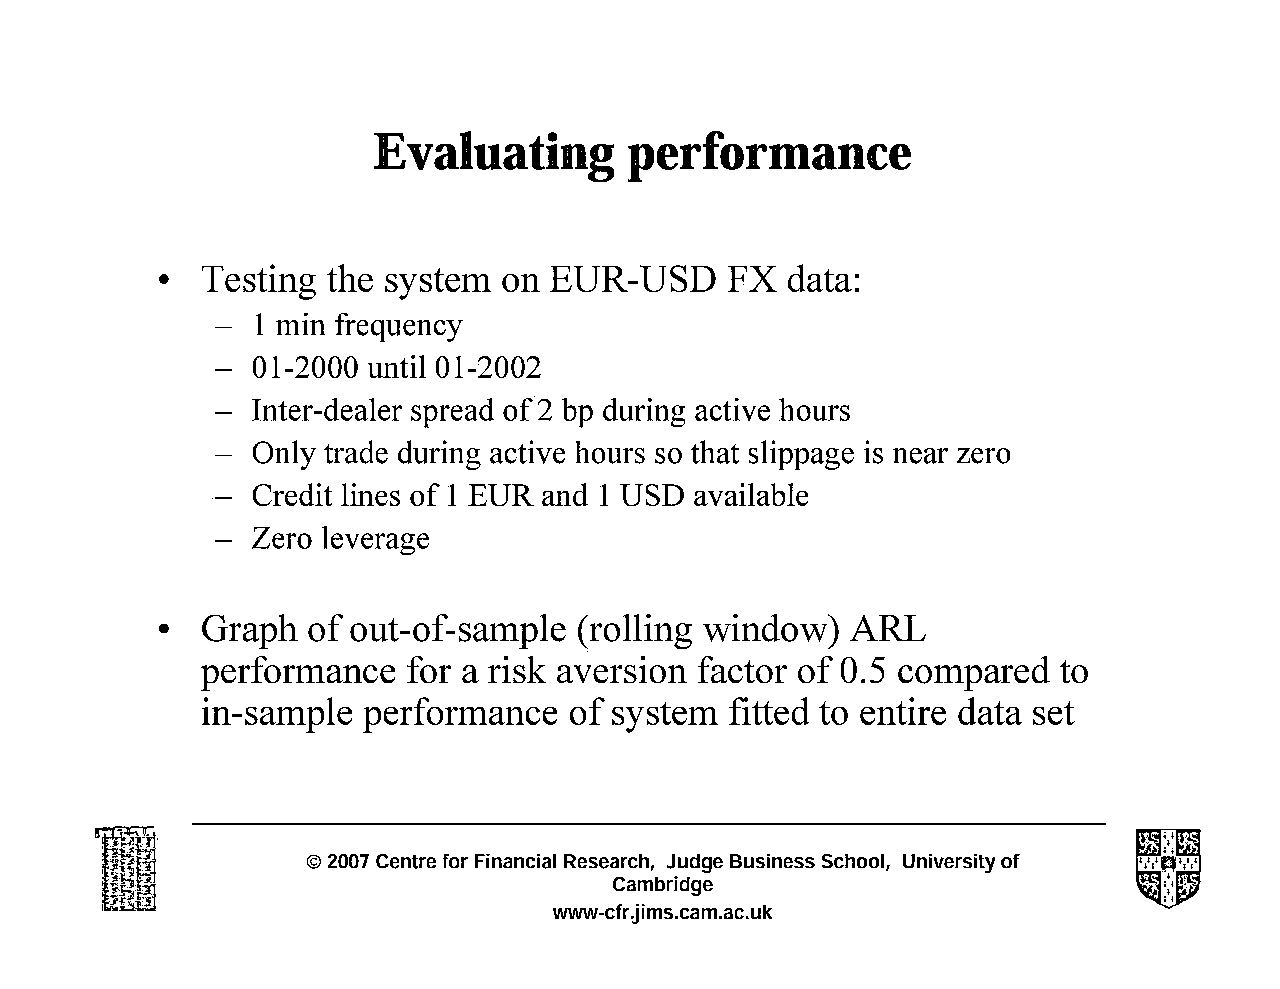 Evaluating performance
• Testing the system on EUR-USD FX data:
– 1 min frequency
– 01-2000 until 01-2002
– Inter-dealer spread of 2 bp during active hours
– Only trade during active hours so that slippage is near zero
– Credit lines of 1 EUR and 1 USD available
– Zero leverage
• Graph of out-of-sample (rolling window) ARL
performance for a risk aversion factor of 0.5 compared to
in-sample performance of system fitted to entire data set
© 2007 Centre for Financial Research, Judge Business School, University of
Cambridge
www-cfr.jims.cam.ac.uk